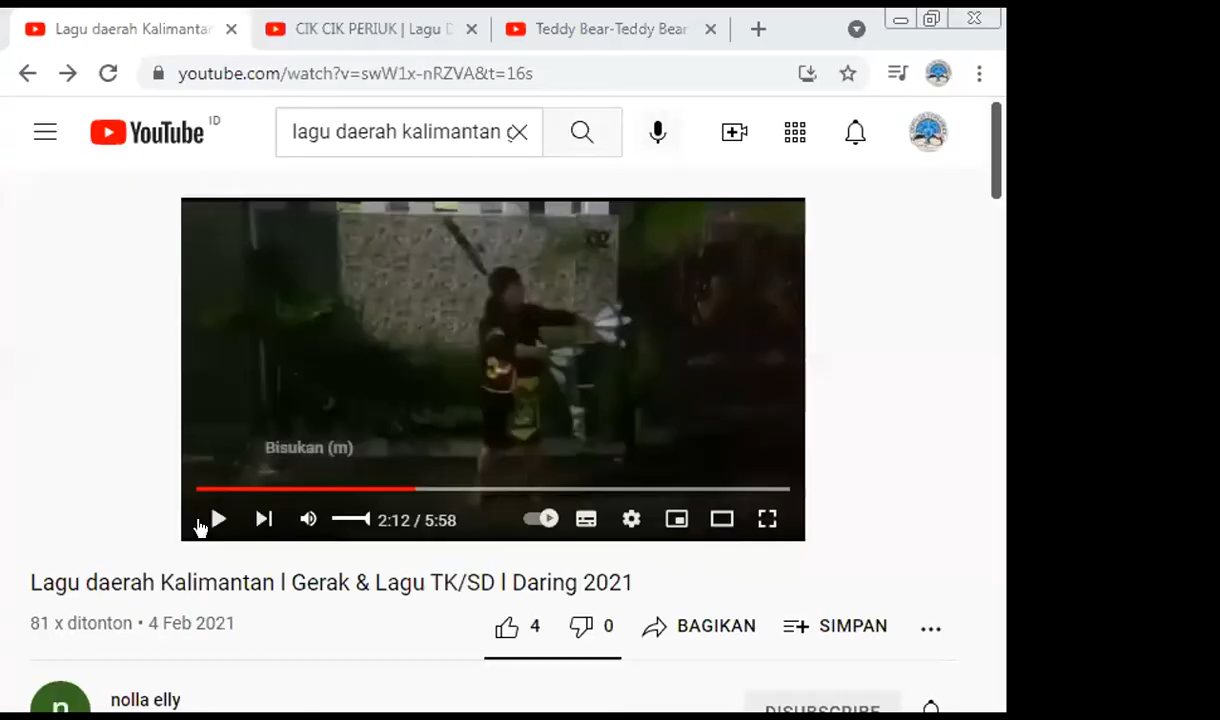 Lagu daerah Kalimanta
CIK CIK PERIUK | Lagu D
Teddy Bear-Teddy Bear
youtube.com/watch?v=swW1x-nRZVA&t=16s
YouTube ID
lagu daerah kalimantan
Bisukan (m)
2:12 / 5:58
Lagu daerah Kalimantan l Gerak & Lagu TK/SD l Daring 2021
81 x ditonton • 4 Feb 2021
4
0
BAGIKAN
SIMPAN
n
nolla elly
DISUBSCRIBE